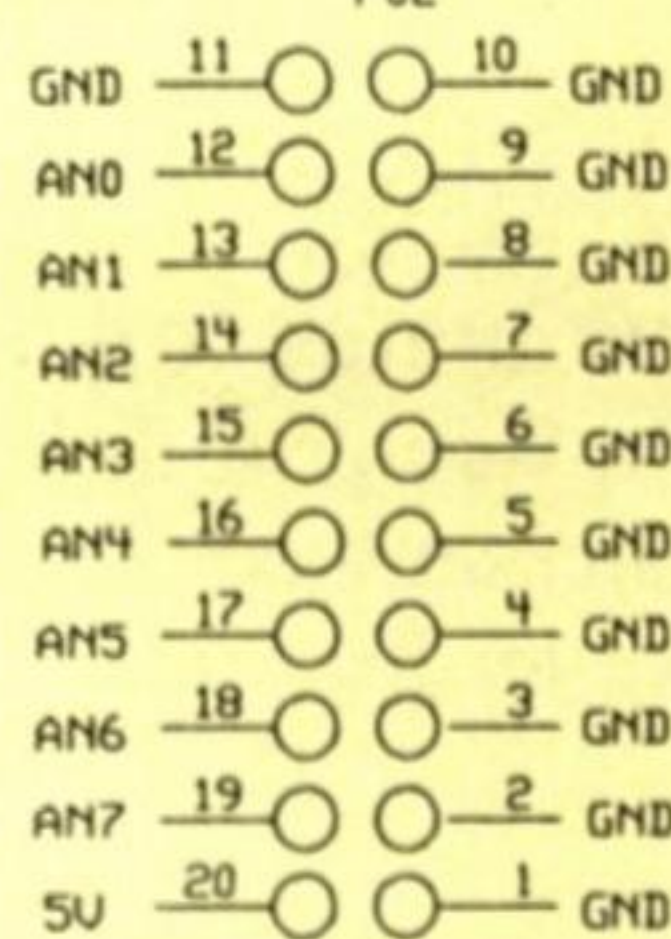 GND 11 10 GND
AN0 12 9 GND
AN1 13 8 GND
AN2 14 7 GND
AN3 15 6 GND
AN4 16 5 GND
AN5 17 4 GND
AN6 18 3 GND
AN7 19 2 GND
5V 20 1 GND